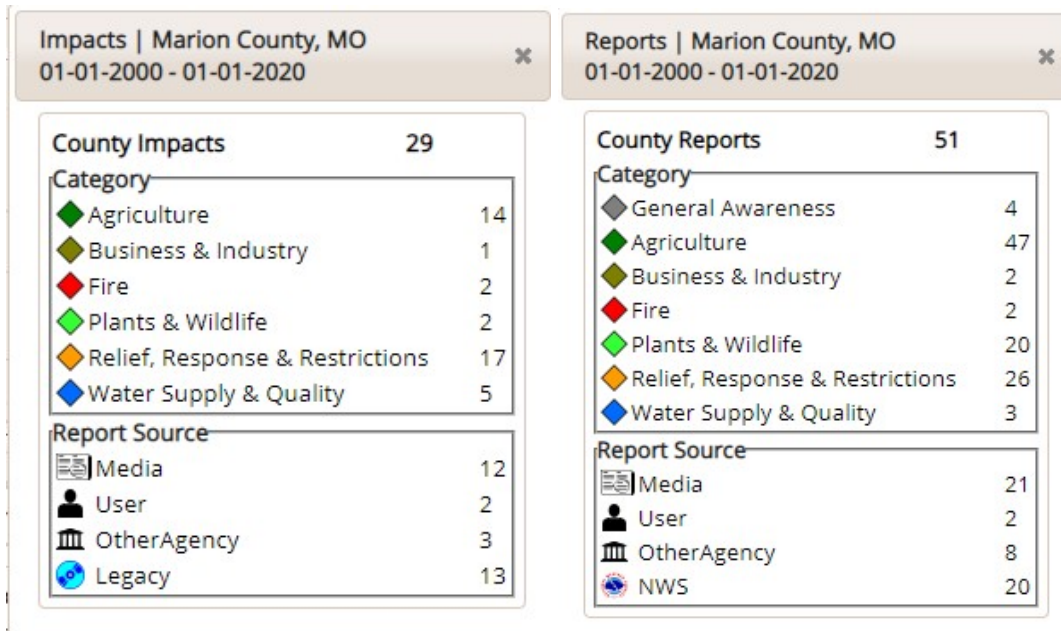 Impacts | Marion County, MO
01-01-2000 - 01-01-2020
County Impacts 29
Category
Agriculture 14
Business & Industry 1
Fire 2
Plants & Wildlife 2
Relief, Response & Restrictions 17
Water Supply & Quality 5
Report Source
Media 12
User 2
OtherAgency 3
Legacy 13
Reports | Marion County, MO
01-01-2000 - 01-01-2020
County Reports 51
Category
General Awareness 4
Agriculture 47
Business & Industry 2
Fire 2
Plants & Wildlife 20
Relief, Response & Restrictions 26
Water Supply & Quality 3
Report Source
Media 21
User 2
OtherAgency 8
NWS 20